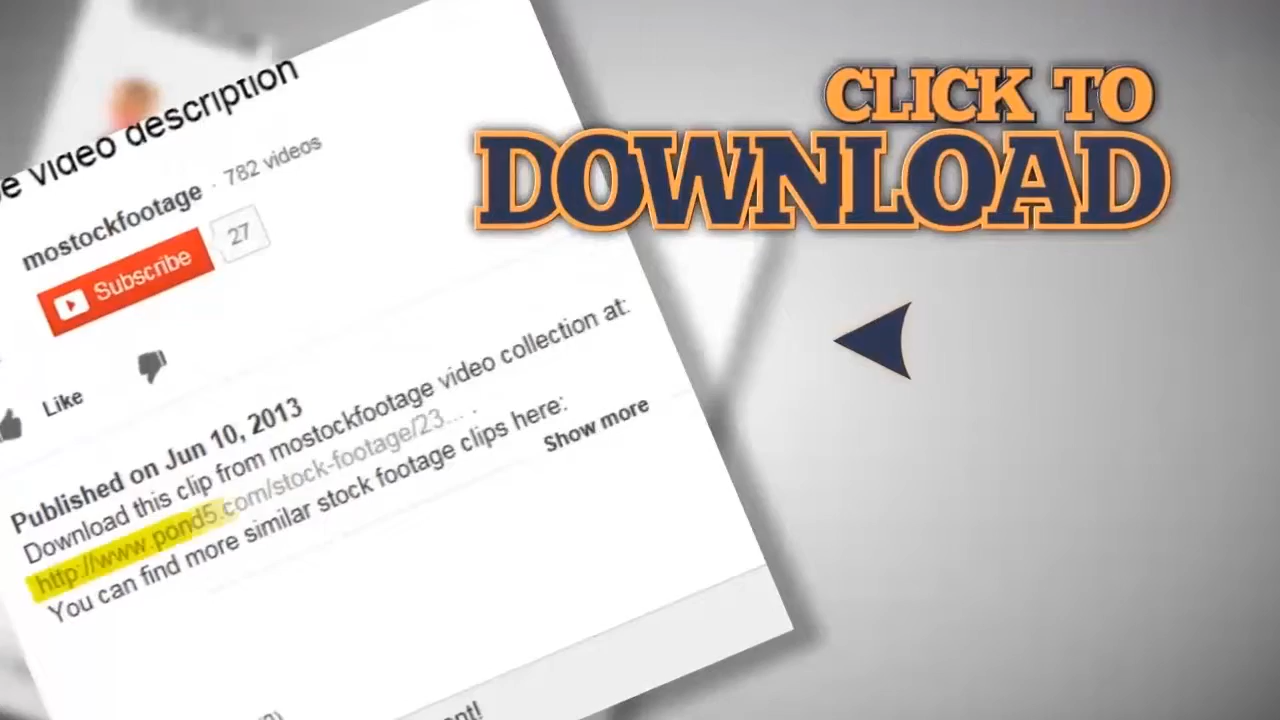 CLICK TO
DOWNLOAD
video description
mostockfootage · 782 videos
Subscribe 27
Like
Published on Jun 10, 2013
Download this clip from mostockfootage video collection at:
http://www.pond5.com/stock-footage/23... .
You can find more similar stock footage clips here:
Show more